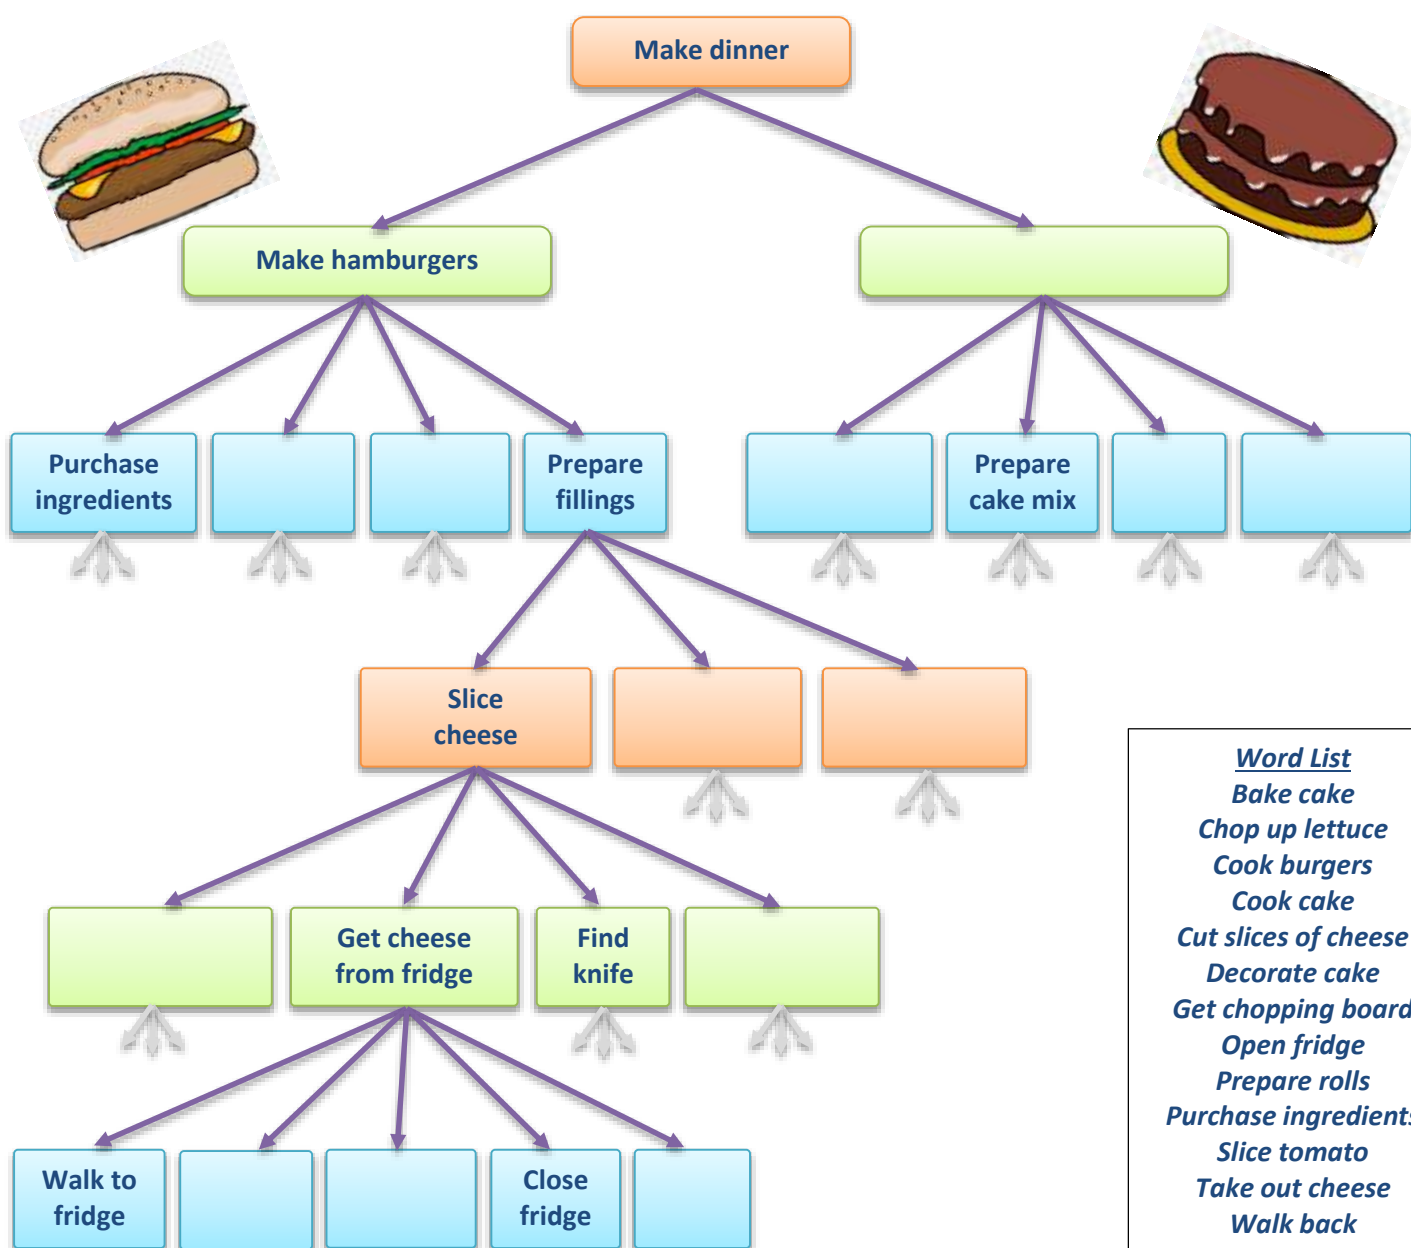 Make dinner
Make hamburgers
Purchase
ingredients
Prepare
fillings
Prepare
cake mix
Slice
cheese
Get cheese
from fridge
Find
knife
Walk to
fridge
Close
fridge
Word List
Bake cake
Chop up lettuce
Cook burgers
Cook cake
Cut slices of cheese
Decorate cake
Get chopping board
Open fridge
Prepare rolls
Purchase ingredients
Slice tomato
Take out cheese
Walk back